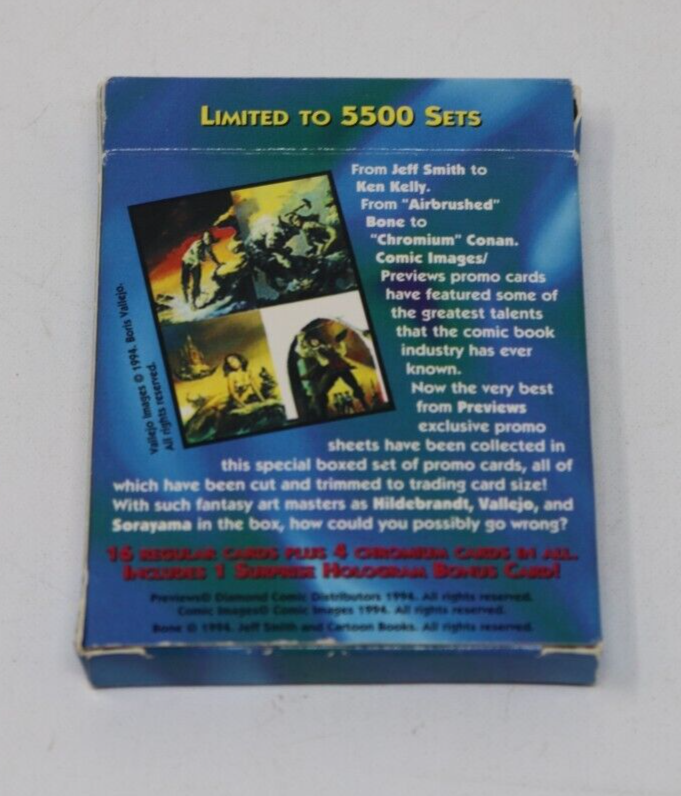 LIMITED TO 5500 SETS
From Jeff Smith to
Ken Kelly.
From "Airbrushed"
Bone to
"Chromium" Conan.
Comic Images/
Previews promo cards
have featured some of
the greatest talents
that the comic book
industry has ever
known.
Now the very best
from Previews
exclusive promo
sheets have been collected in
this special boxed set of promo cards, all of
which have been cut and trimmed to trading card size!
With such fantasy art masters as Hildebrandt, Vallejo, and
Sorayama in the box, how could you possibly go wrong?
Vallejo Images © 1994. Boris Vallejo.
All rights reserved.
16 REGULAR CARDS PLUS 4 CHROMIUM CARDS IN ALL.
INCLUDES 1 SURPRISE HOLOGRAM BONUS CARD!
Previews® Diamond Comic Distributors 1994. All rights reserved.
Comic Images© Comic Images 1994. All rights reserved.
Bone © 1994. Jeff Smith and Cartoon Books. All rights reserved.